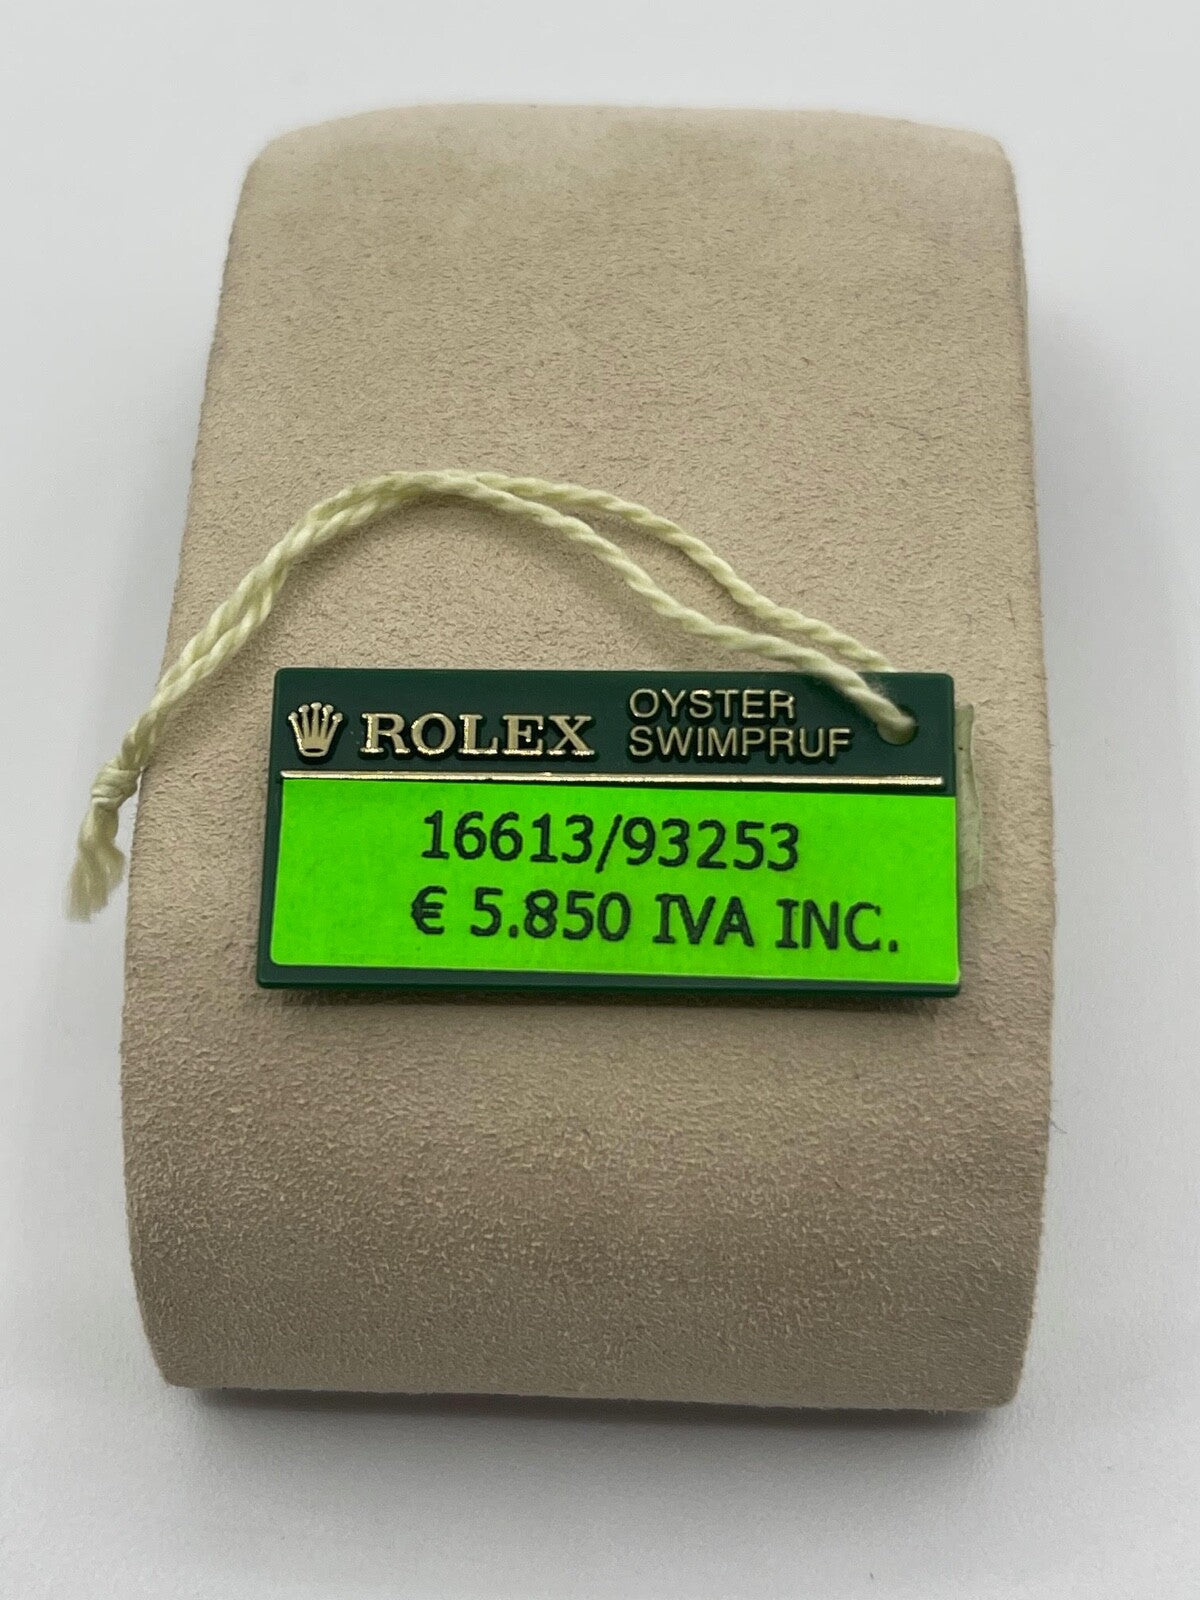 ROLEX OYSTER SWIMPRUF
16613/93253
€ 5.850 IVA INC.